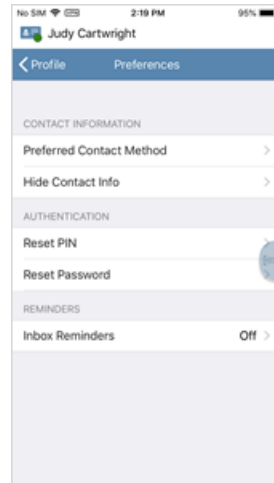 No SIM 2:19 PM 95%
Judy Cartwright
Profile Preferences
CONTACT INFORMATION
Preferred Contact Method
Hide Contact Info
AUTHENTICATION
Reset PIN
Reset Password
REMINDERS
Inbox Reminders Off